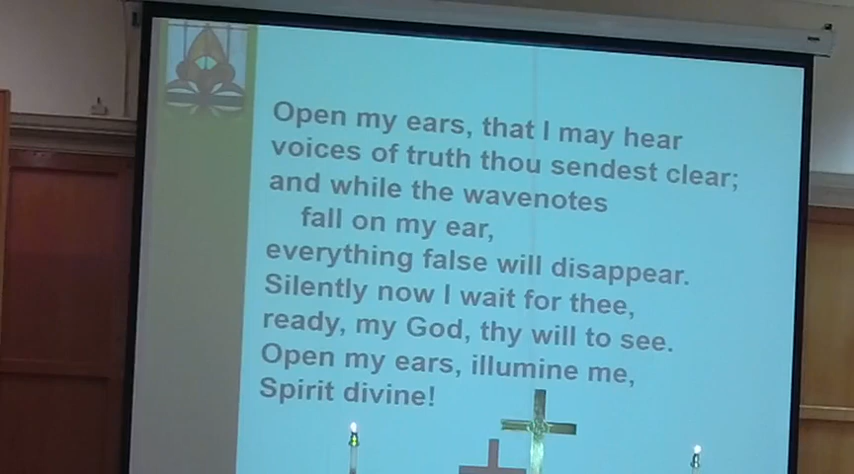 Open my ears, that I may hear
voices of truth thou sendest clear;
and while the wavenotes
fall on my ear,
everything false will disappear.
Silently now I wait for thee,
ready, my God, thy will to see.
Open my ears, illumine me,
Spirit divine!